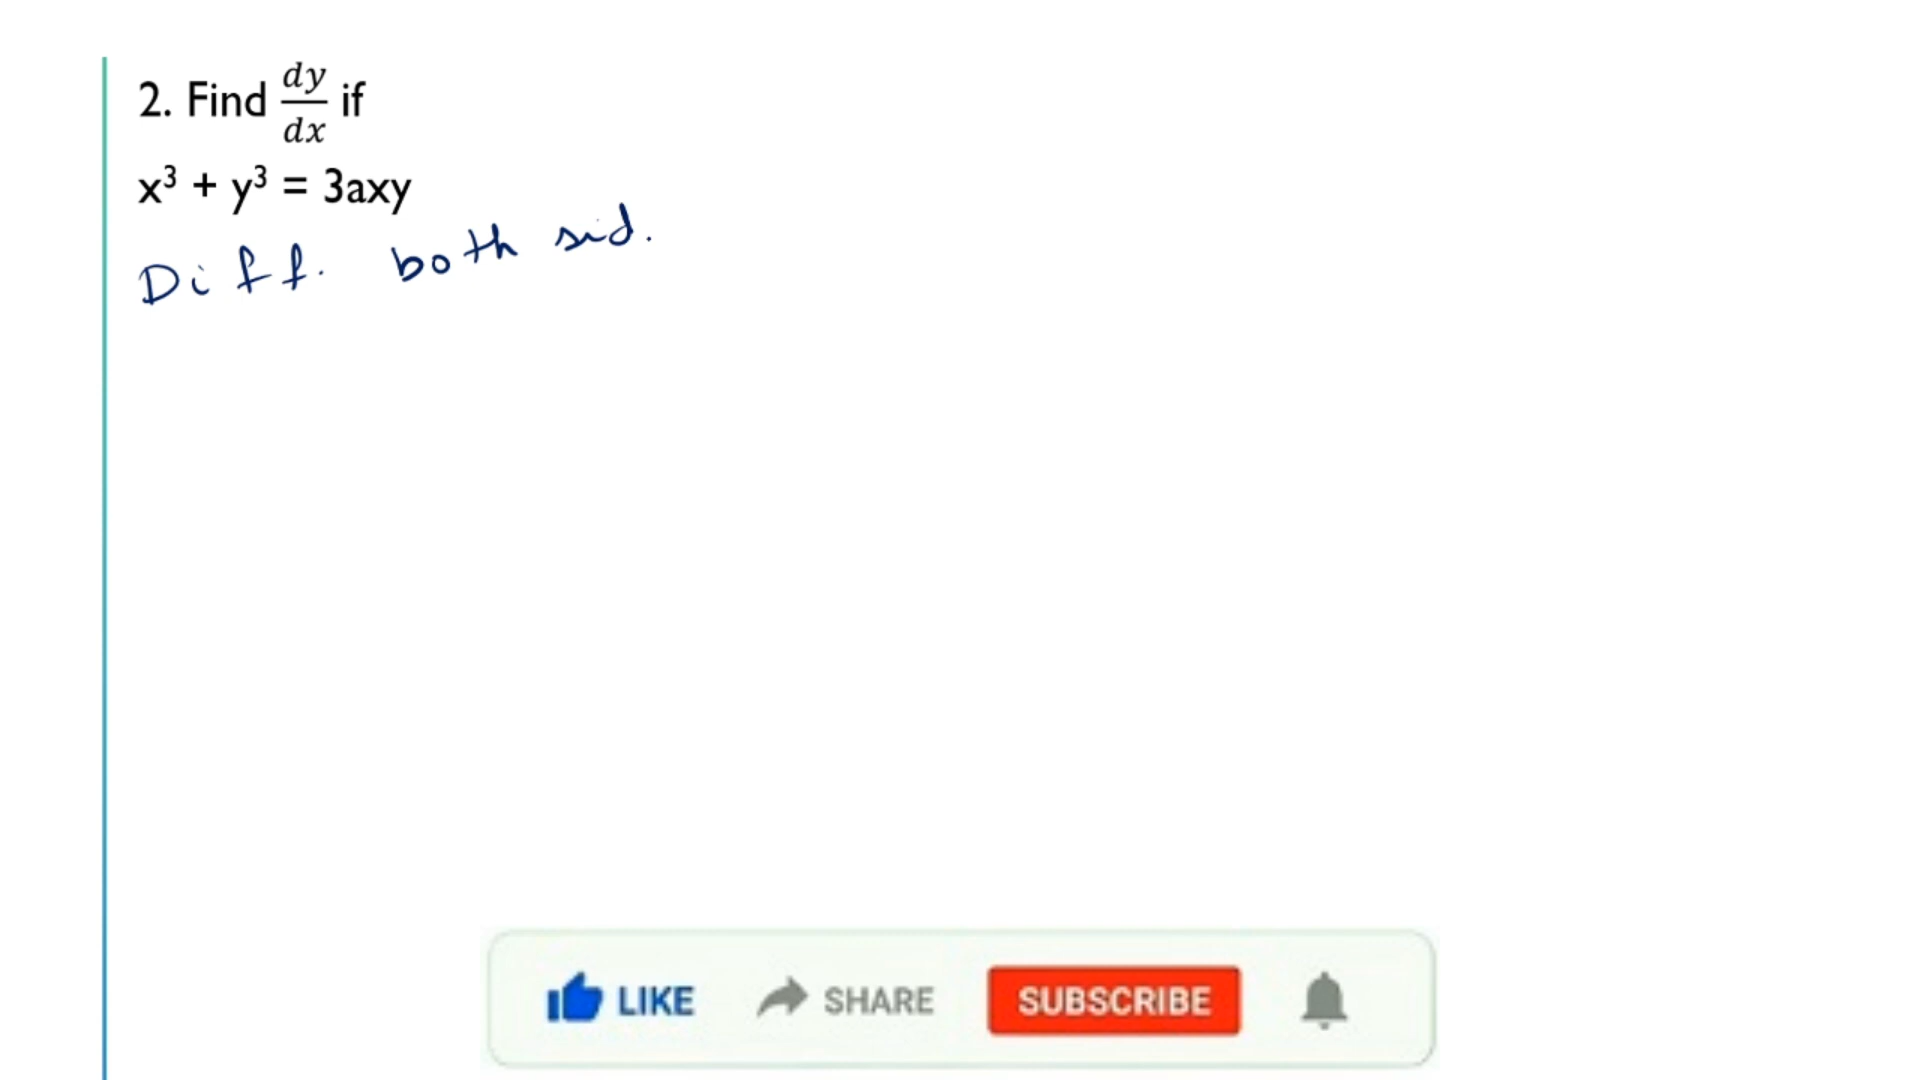 2. Find dy/dx if
x³ + y³ = 3axy
Diff. both sid.
LIKE SHARE SUBSCRIBE